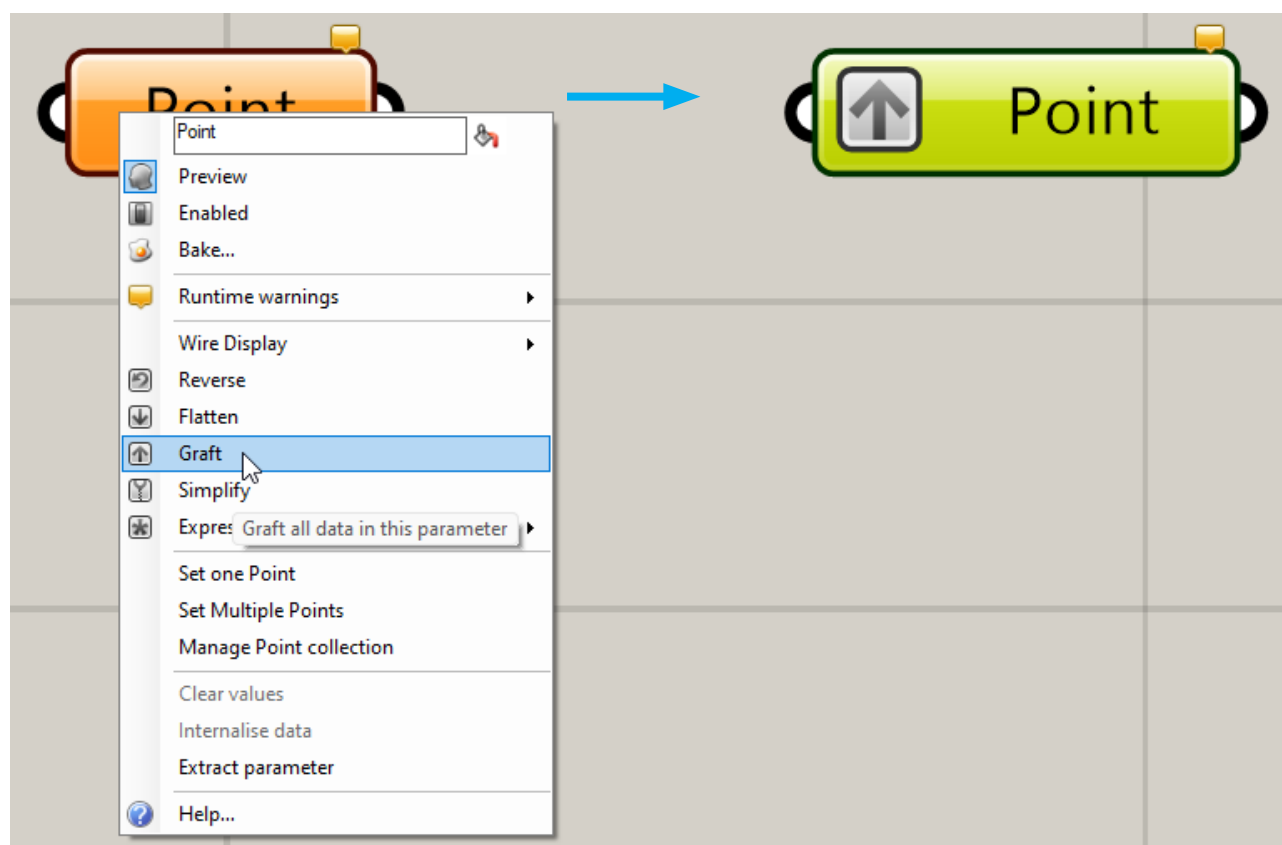 Point
Point
Point
Preview
Enabled
Bake...
Runtime warnings
Wire Display
Reverse
Flatten
Graft
Simplify
Expres
Graft all data in this parameter
Set one Point
Set Multiple Points
Manage Point collection
Clear values
Internalise data
Extract parameter
Help...